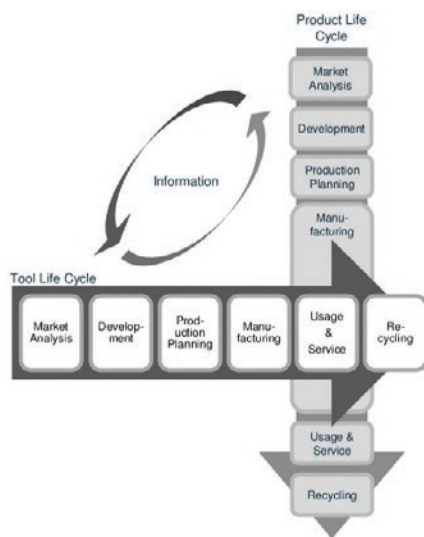 Product Life
Cycle
Market
Analysis
Development
Production
Planning
Manu-
facturing
Information
Tool Life Cycle
Market
Analysis
Develop-
ment
Prod-
uction
Planning
Manu-
facturing
Usage
&
Service
Re-
cycling
Usage &
Service
Recycling